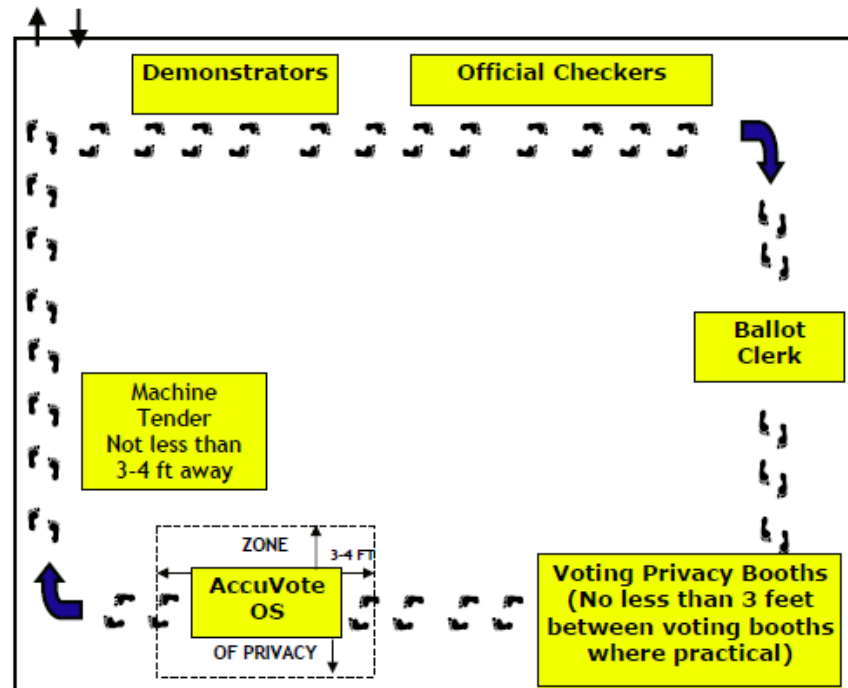 Demonstrators
Official Checkers
Ballot
Clerk
Machine
Tender
Not less than
3-4 ft away
ZONE
3-4 FT
AccuVote
OS
OF PRIVACY
Voting Privacy Booths
(No less than 3 feet
between voting booths
where practical)